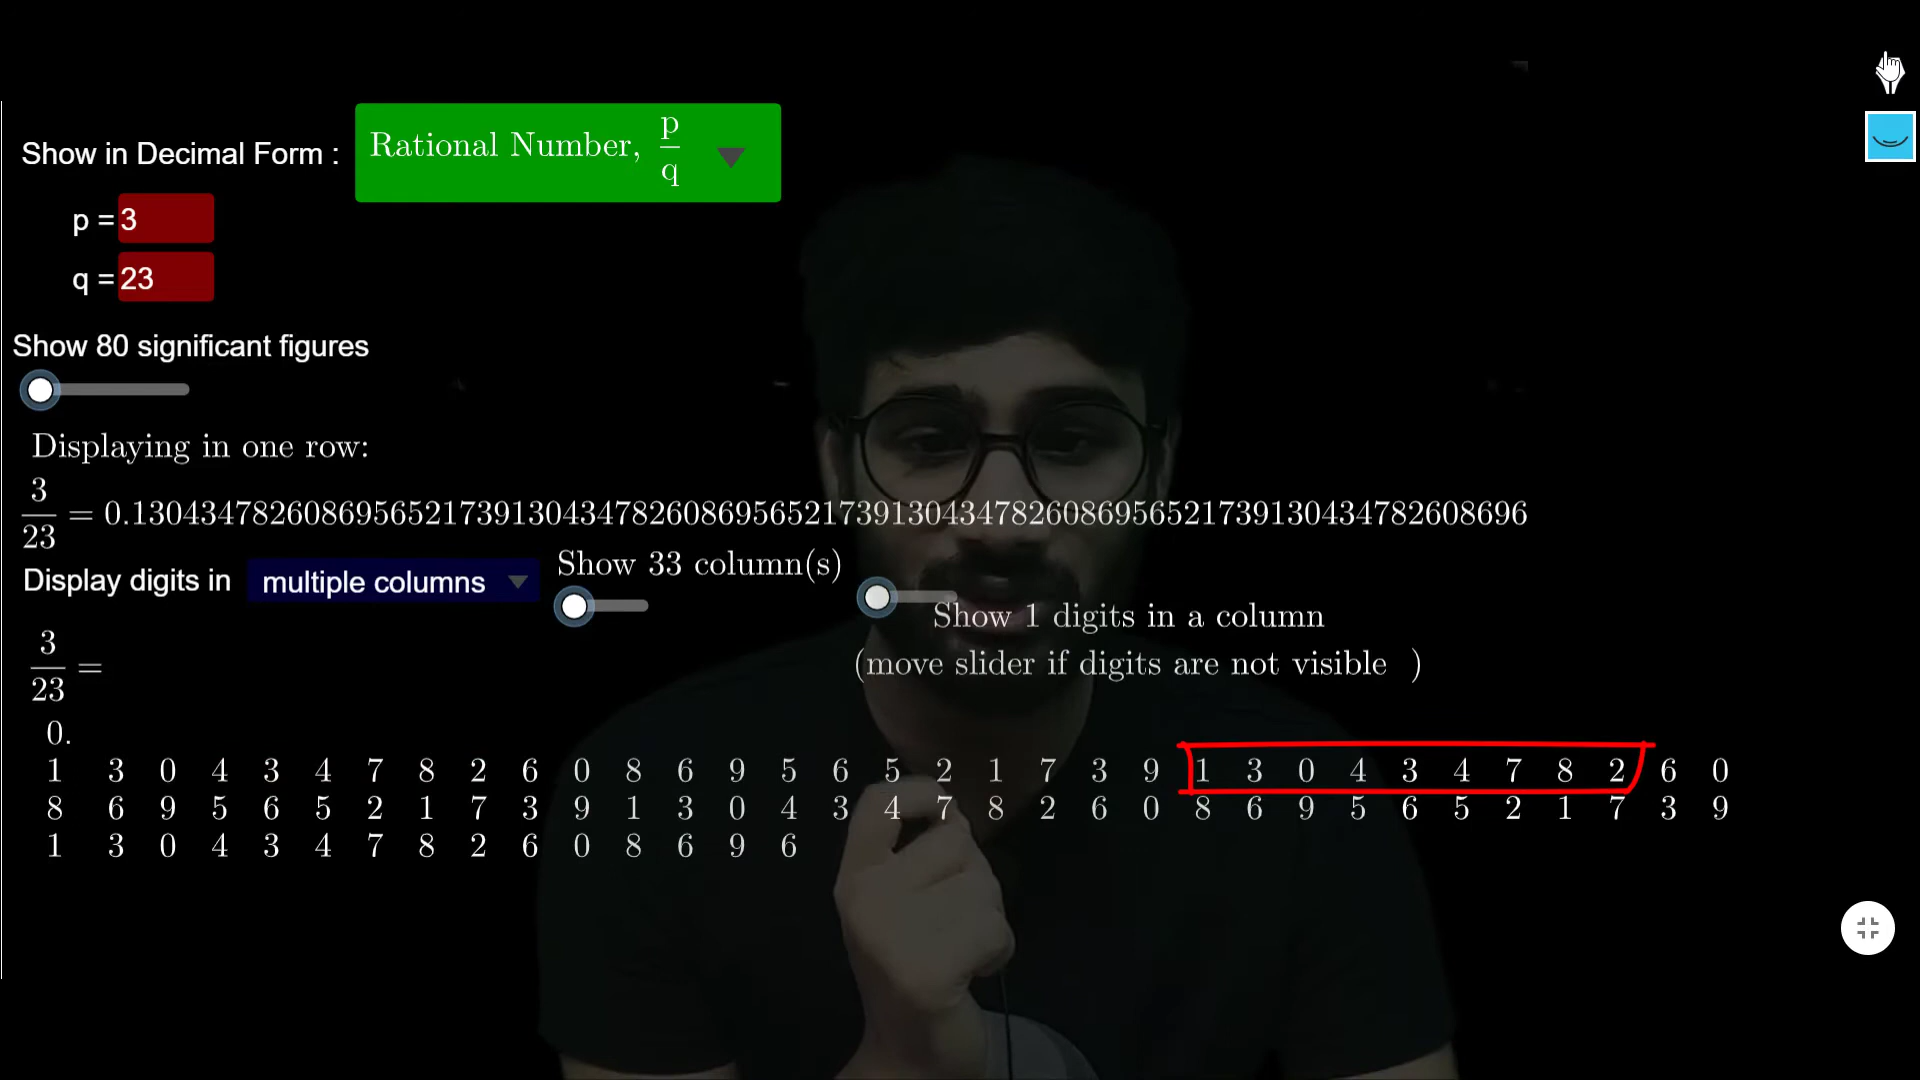 Show in Decimal Form : Rational Number, p/q
p = 3
q = 23
Show 80 significant figures
Displaying in one row:
3/23 = 0.13043478260869565217391304347826086956521739130434782608695652173913043478260869​6
Display digits in multiple columns Show 33 column(s)
Show 1 digits in a column
(move slider if digits are not visible )
3/23 =
0.
1 3 0 4 3 4 7 8 2 6 0 8 6 9 5 6 5 2 1 7 3 9 1 3 0 4 3 4 7 8 2 6 0
8 6 9 5 6 5 2 1 7 3 9 1 3 0 4 3 4 7 8 2 6 0 8 6 9 5 6 5 2 1 7 3 9
1 3 0 4 3 4 7 8 2 6 0 8 6 9 6